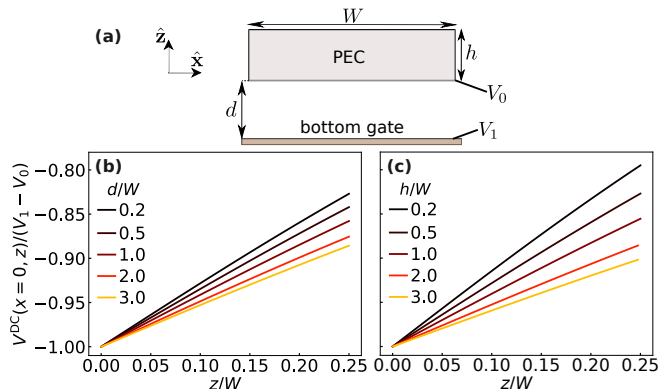 (a)
ẑ
x̂
W
h
PEC
V₀
d
bottom gate
V₁
V^DC(x = 0, z)/(V₁ − V₀)
(b)
−0.80
−0.85
−0.90
−0.95
−1.00
d/W
0.2
0.5
1.0
2.0
3.0
0.00 0.05 0.10 0.15 0.20 0.25
z/W
(c)
h/W
0.2
0.5
1.0
2.0
3.0
0.00 0.05 0.10 0.15 0.20 0.25
z/W